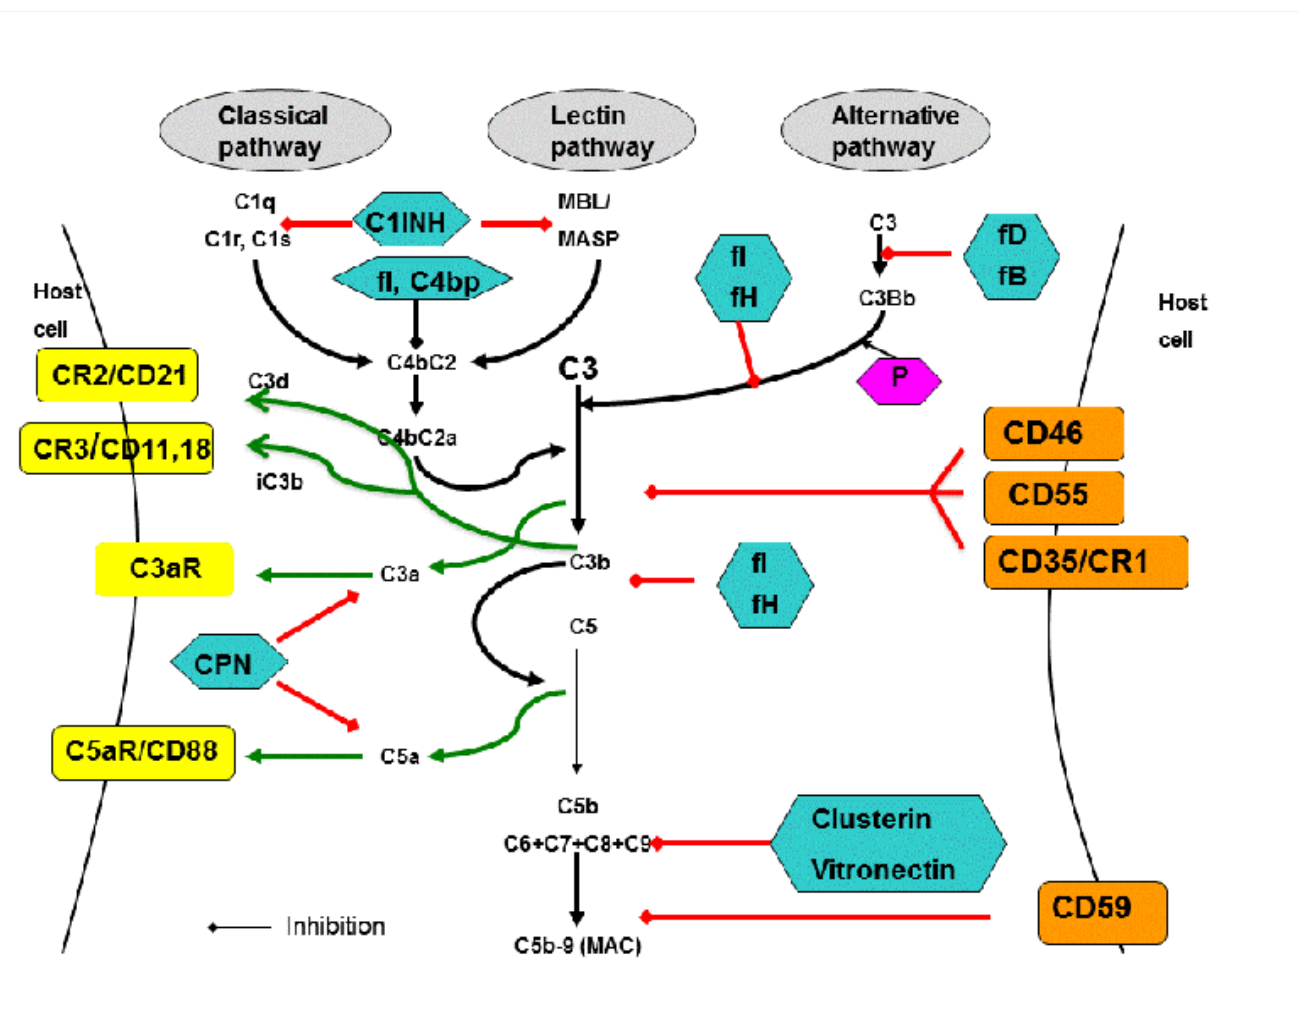 Classical
pathway
Lectin
pathway
Alternative
pathway
C1q
C1r, C1s
C1INH
MBL/
MASP
C3
fD
fB
fI
fH
C3Bb
fI, C4bp
Host
cell
Host
cell
C4bC2
C3
P
CR2/CD21
C3d
CR3/CD11,18
C4bC2a
iC3b
CD46
CD55
CD35/CR1
C3aR
C3a
C3b
fI
fH
C5
CPN
C5aR/CD88
C5a
C5b
C6+C7+C8+C9
Clusterin
Vitronectin
CD59
Inhibition
C5b-9 (MAC)